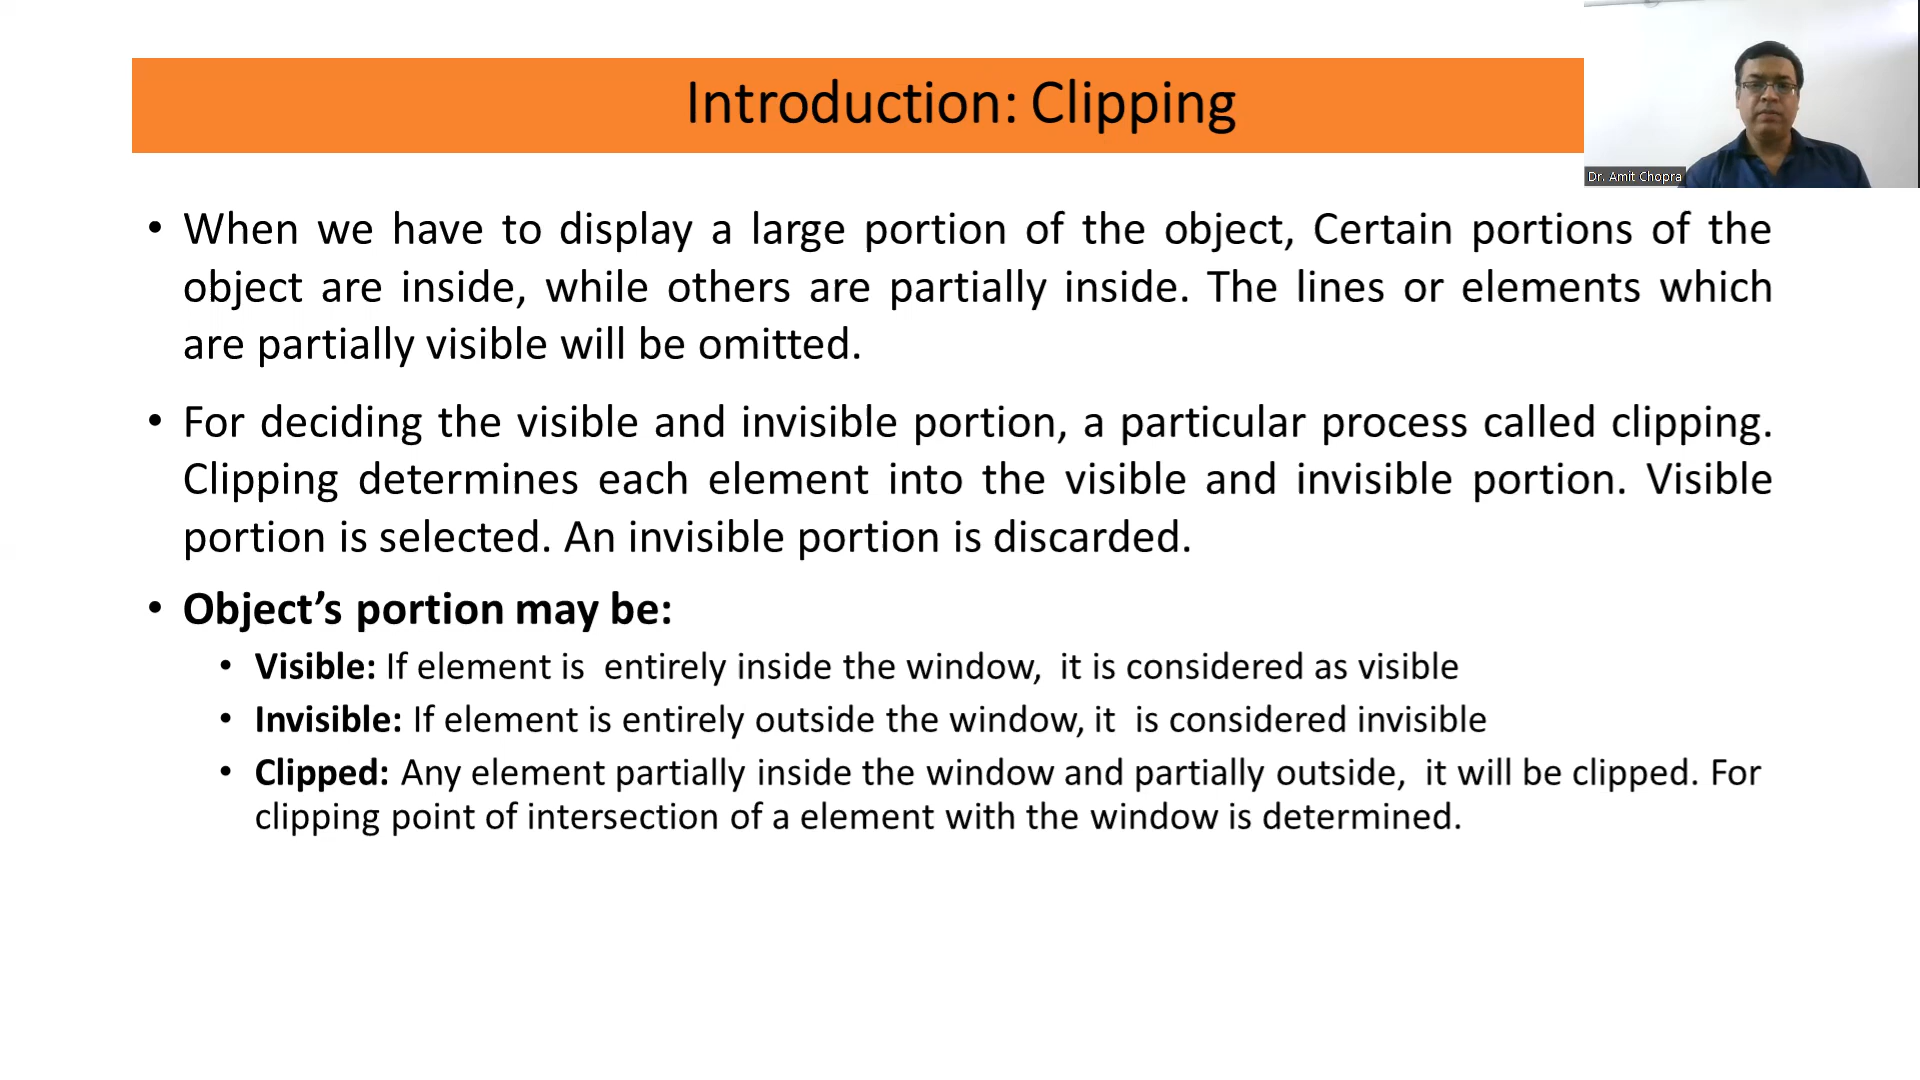 Introduction: Clipping
Dr. Amit Chopra
• When we have to display a large portion of the object, Certain portions of the
object are inside, while others are partially inside. The lines or elements which
are partially visible will be omitted.
• For deciding the visible and invisible portion, a particular process called clipping.
Clipping determines each element into the visible and invisible portion. Visible
portion is selected. An invisible portion is discarded.
• Object’s portion may be:
• Visible: If element is  entirely inside the window,  it is considered as visible
• Invisible: If element is entirely outside the window, it  is considered invisible
• Clipped: Any element partially inside the window and partially outside,  it will be clipped. For
clipping point of intersection of a element with the window is determined.